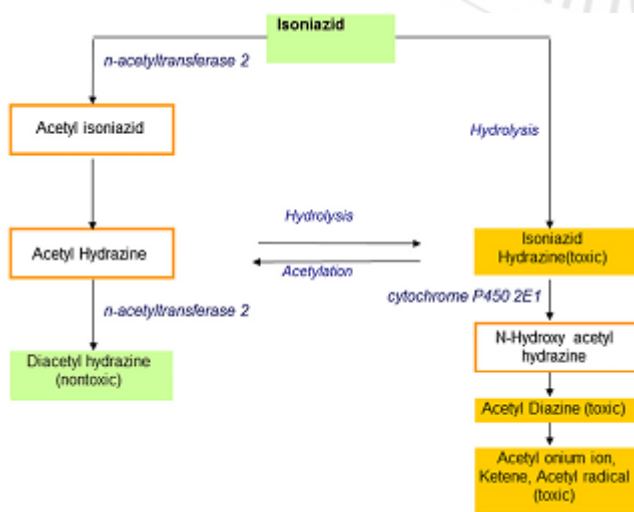 Isoniazid
n-acetyltransferase 2
Acetyl isoniazid
Hydrolysis
Hydrolysis
Acetyl Hydrazine
Acetylation
Isoniazid
Hydrazine(toxic)
n-acetyltransferase 2
cytochrome P450 2E1
N-Hydroxy acetyl
hydrazine
Diacetyl hydrazine
(nontoxic)
Acetyl Diazine (toxic)
Acetyl onium ion,
Ketene, Acetyl radical
(toxic)